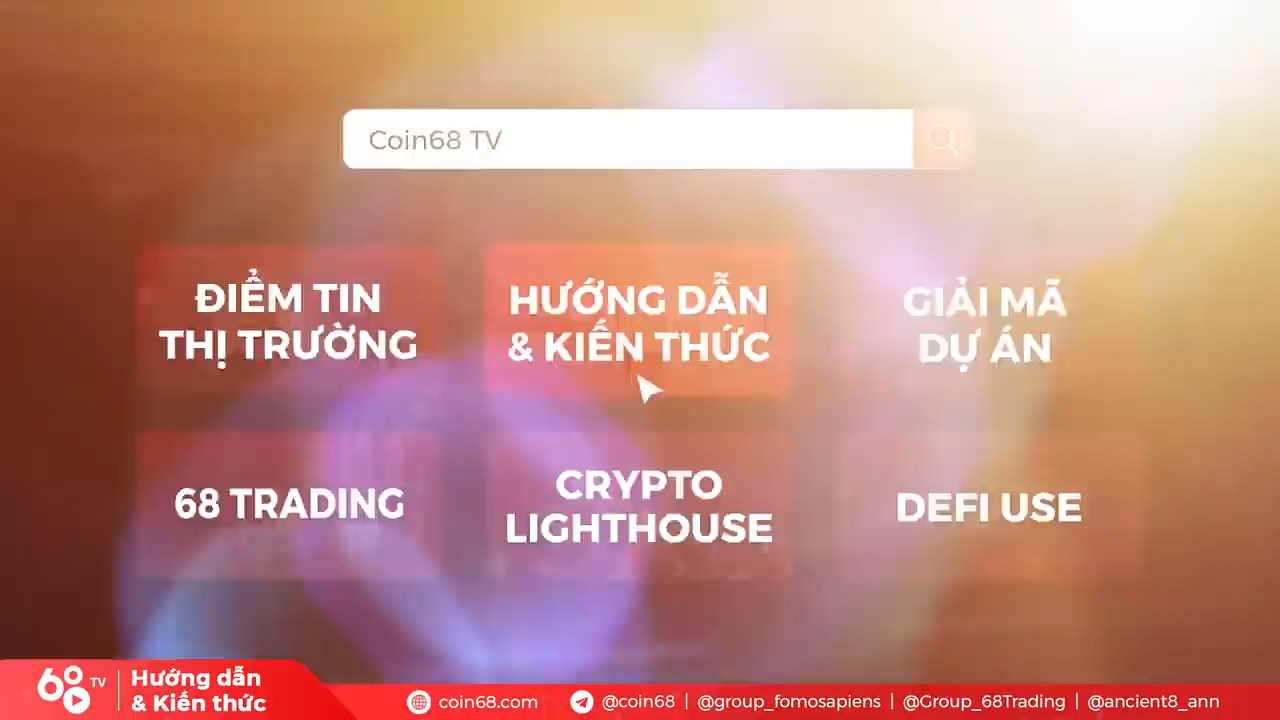 Coin68 TV
ĐIỂM TIN
THỊ TRƯỜNG
HƯỚNG DẪN
& KIẾN THỨC
GIẢI MÃ
DỰ ÁN
68 TRADING
CRYPTO
LIGHTHOUSE
DEFI USE
68 TV
Hướng dẫn
& Kiến thức
coin68.com
@coin68 | @group_fomosapiens | @Group_68Trading | @ancient8_ann